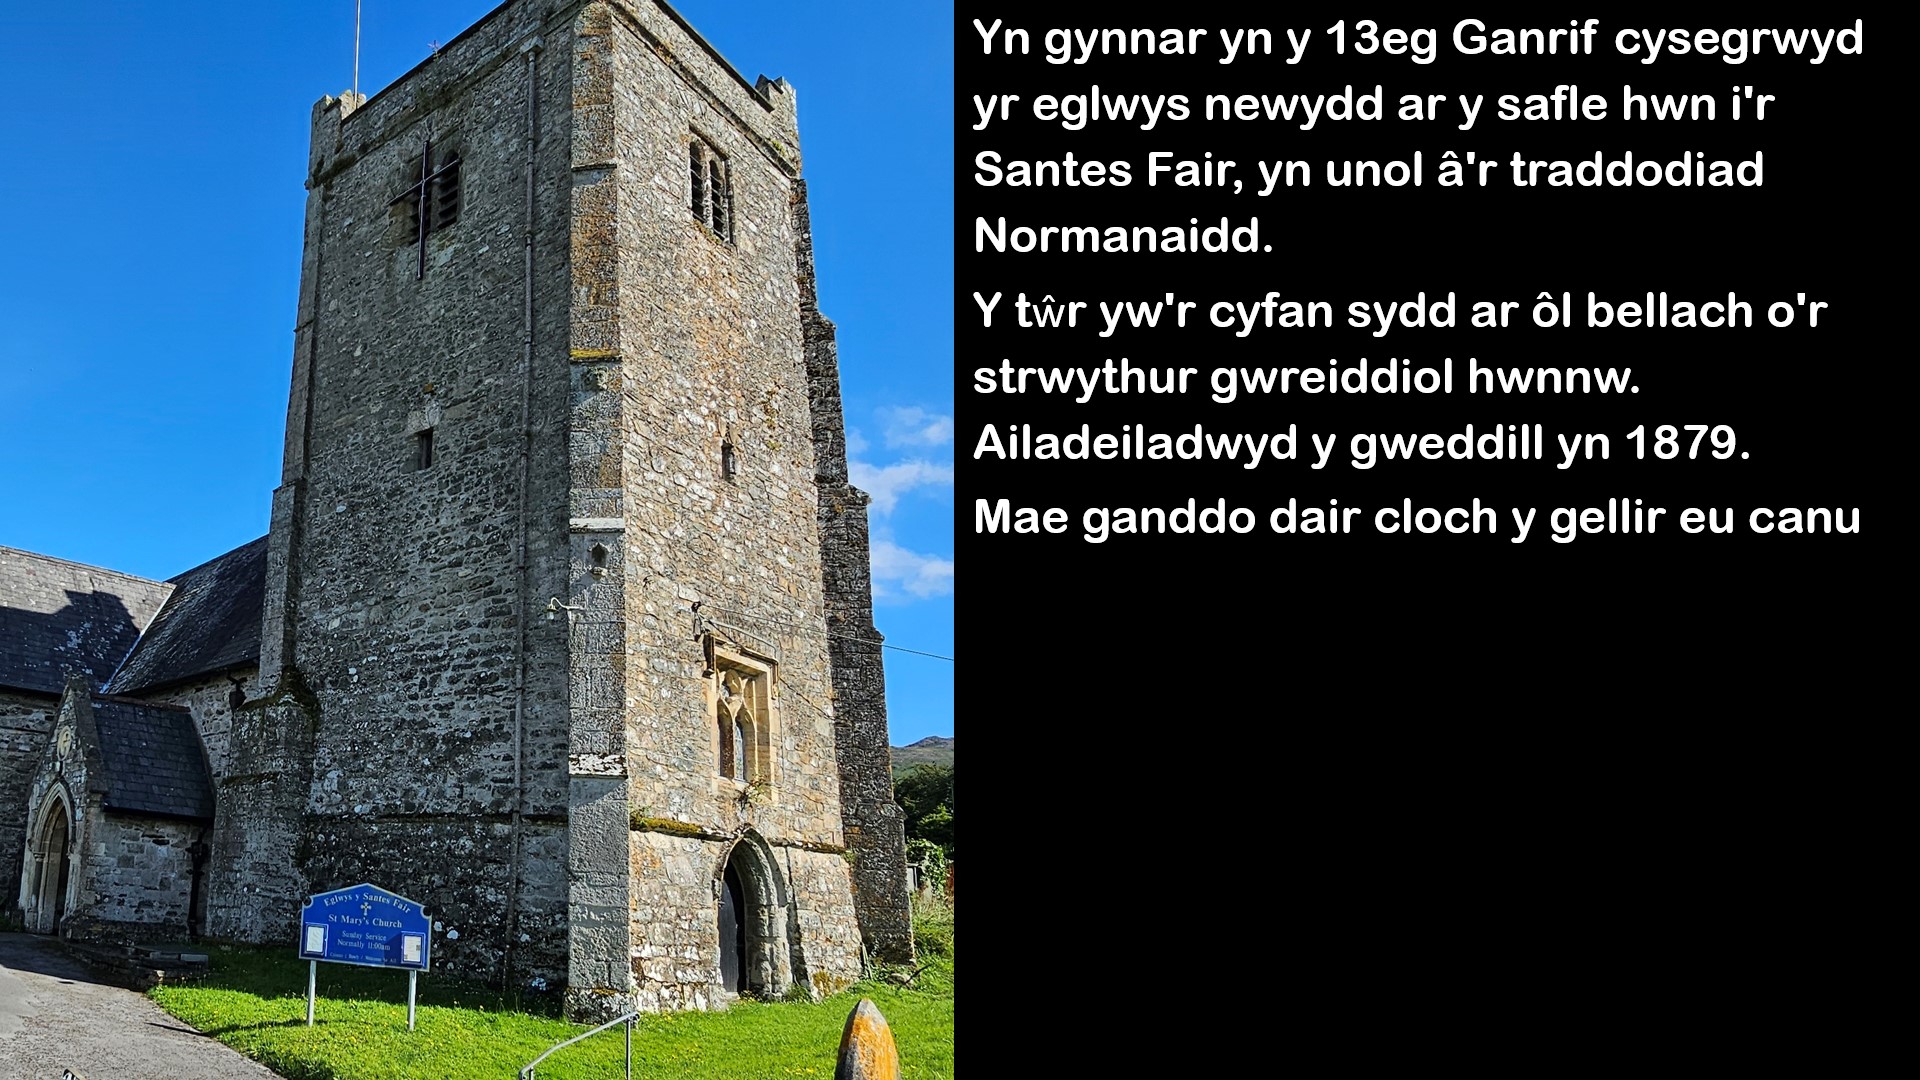 Yn gynnar yn y 13eg Ganrif cysegrwyd
yr eglwys newydd ar y safle hwn i'r
Santes Fair, yn unol â'r traddodiad
Normanaidd.
Y tŵr yw'r cyfan sydd ar ôl bellach o'r
strwythur gwreiddiol hwnnw.
Ailadeiladwyd y gweddill yn 1879.
Mae ganddo dair cloch y gellir eu canu
Eglwys y Santes Fair
St Mary's Church
Sunday Service
Normally 11:00am